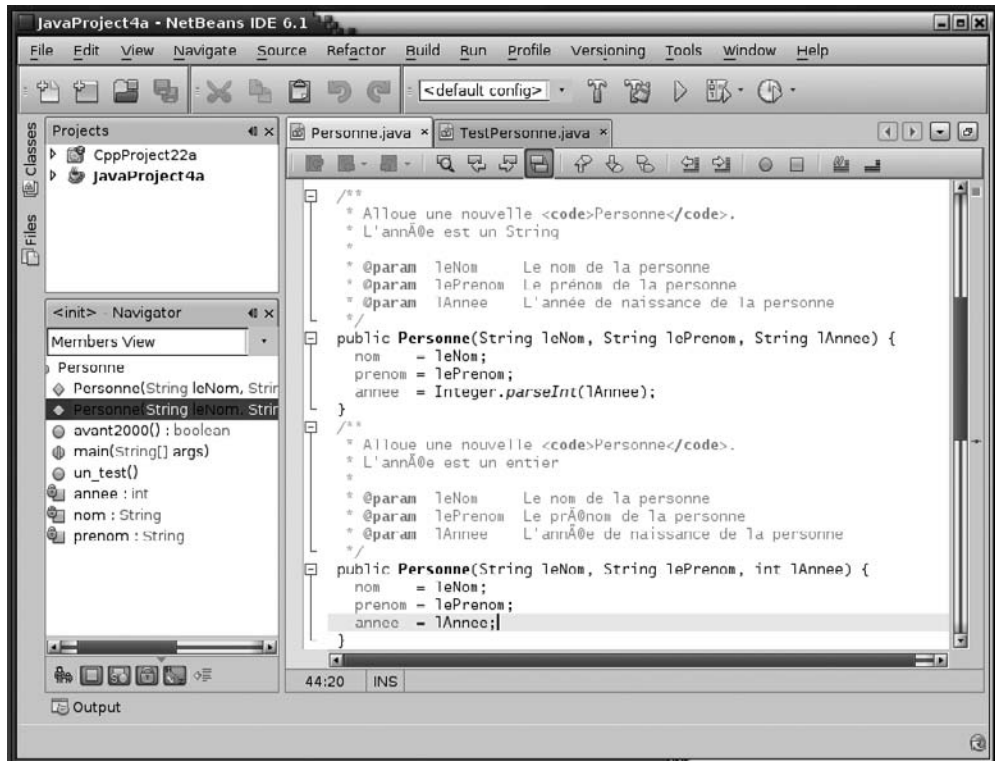 JavaProject4a - NetBeans IDE 6.1
File Edit View Navigate Source Refactor Build Run Profile Versioning Tools Window Help
<default config>
Classes
Files
Projects
CppProject22a
JavaProject4a
<init> - Navigator
Members View
Personne
Personne(String leNom, Strin
Personne(String leNom, Strin
avant2000() : boolean
main(String[] args)
un_test()
annee : int
nom : String
prenom : String
Personne.java × TestPersonne.java ×
/**
* Alloue une nouvelle <code>Personne</code>.
* L'annÃ©e est un String
*
* @param leNom Le nom de la personne
* @param lePrenom Le prénom de la personne
* @param lAnnee L'année de naissance de la personne
*/
public Personne(String leNom, String lePrenom, String lAnnee) {
nom = leNom;
prenom = lePrenom;
annee = Integer.parseInt(lAnnee);
}
/**
* Alloue une nouvelle <code>Personne</code>.
* L'annÃ©e est un entier
*
* @param leNom Le nom de la personne
* @param lePrenom Le prÃ©nom de la personne
* @param lAnnee L'annÃ©e de naissance de la personne
*/
public Personne(String leNom, String lePrenom, int lAnnee) {
nom = leNom;
prenom = lePrenom;
annee = lAnnee;
}
44:20 INS
Output